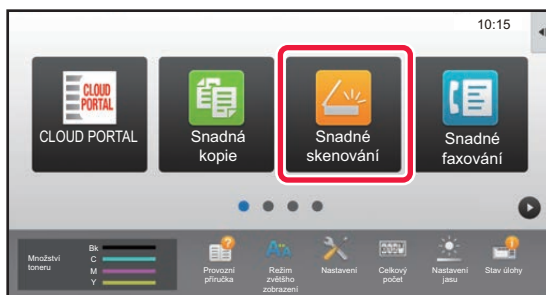 10:15
CLOUD
PORTAL
CLOUD PORTAL
Snadná
kopie
Snadné
skenování
Snadné
faxování
Množství
toneru
Bk
C
M
Y
Provozní
příručka
Režim
zvětšího
zobrazení
Nastavení
Celkový
počet
Nastavení
jasu
Stav úlohy